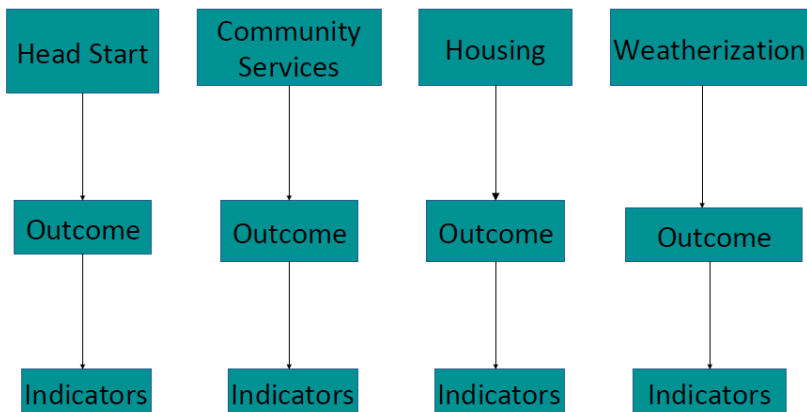 Head Start
Community
Services
Housing
Weatherization
Outcome
Outcome
Outcome
Outcome
Indicators
Indicators
Indicators
Indicators